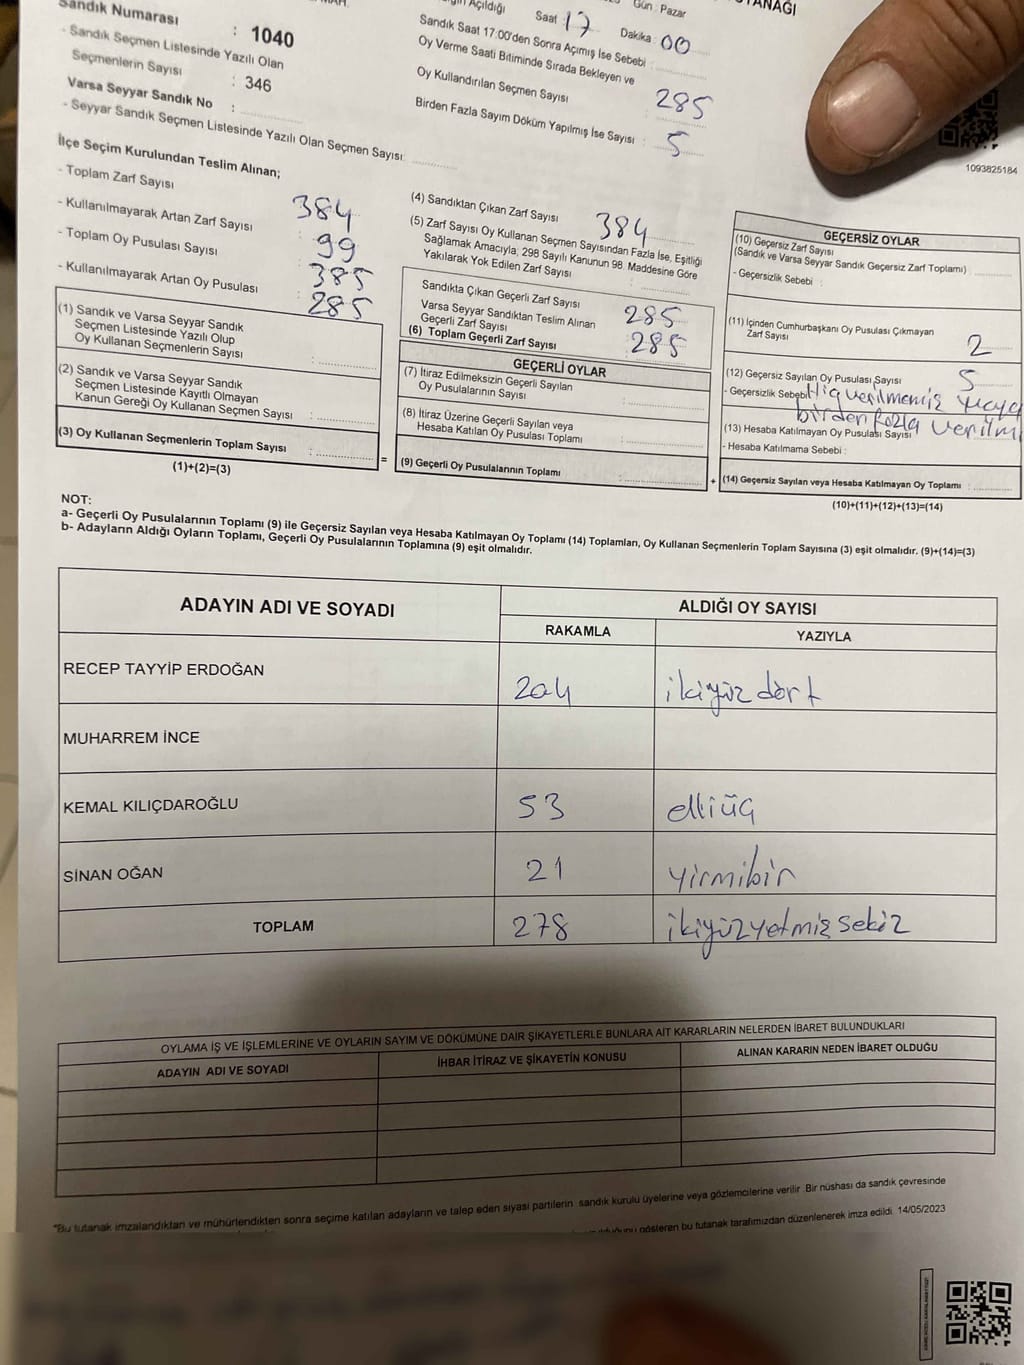 TANAĞI
Gün : Pazar
Açıldığı Saat 17 Dakika : 00
Sandık Numarası : 1040
- Sandık Seçmen Listesinde Yazılı Olan
Seçmenlerin Sayısı : 346
Varsa Seyyar Sandık No :
- Seyyar Sandık Seçmen Listesinde Yazılı Olan Seçmen Sayısı:
Sandık Saat 17:00'den Sonra Açımış İse Sebebi :
Oy Verme Saati Bitiminde Sırada Bekleyen ve
Oy Kullandırılan Seçmen Sayısı : 285
Birden Fazla Sayım Döküm Yapılmış İse Sayısı : 5
1093825184
İlçe Seçim Kurulundan Teslim Alınan;
- Toplam Zarf Sayısı : 384
- Kullanılmayarak Artan Zarf Sayısı : 99
- Toplam Oy Pusulası Sayısı : 385
- Kullanılmayarak Artan Oy Pusulası : 285
(1) Sandık ve Varsa Seyyar Sandık
Seçmen Listesinde Yazılı Olup
Oy Kullanan Seçmenlerin Sayısı :
(2) Sandık ve Varsa Seyyar Sandık
Seçmen Listesinde Kayıtlı Olmayan
Kanun Gereği Oy Kullanan Seçmen Sayısı :
(3) Oy Kullanan Seçmenlerin Toplam Sayısı :
(1)+(2)=(3)
=
(4) Sandıktan Çıkan Zarf Sayısı : 384
(5) Zarf Sayısı Oy Kullanan Seçmen Sayısından Fazla İse, Eşitliği
Sağlamak Amacıyla, 298 Sayılı Kanunun 98. Maddesine Göre
Yakılarak Yok Edilen Zarf Sayısı :
Sandıkta Çıkan Geçerli Zarf Sayısı : 285
Varsa Seyyar Sandıktan Teslim Alınan
Geçerli Zarf Sayısı : 285
(6) Toplam Geçerli Zarf Sayısı
GEÇERLİ OYLAR
(7) İtiraz Edilmeksizin Geçerli Sayılan
Oy Pusulalarının Sayısı :
(8) İtiraz Üzerine Geçerli Sayılan veya
Hesaba Katılan Oy Pusulası Toplamı :
(9) Geçerli Oy Pusulalarının Toplamı :
+
GEÇERSİZ OYLAR
(10) Geçersiz Zarf Sayısı
(Sandık ve Varsa Seyyar Sandık Geçersiz Zarf Toplamı) :
- Geçersizlik Sebebi :
(11) İçinden Cumhurbaşkanı Oy Pusulası Çıkmayan
Zarf Sayısı : 2
(12) Geçersiz Sayılan Oy Pusulası Sayısı : 5
- Geçersizlik Sebebi : Hiç verilmemiş veya
birden fazla verilmi
(13) Hesaba Katılmayan Oy Pusulası Sayısı
- Hesaba Katılmama Sebebi :
(14) Geçersiz Sayılan veya Hesaba Katılmayan Oy Toplamı :
(10)+(11)+(12)+(13)=(14)
NOT:
a- Geçerli Oy Pusulalarının Toplamı (9) ile Geçersiz Sayılan veya Hesaba Katılmayan Oy Toplamı (14) Toplamları, Oy Kullanan Seçmenlerin Toplam Sayısına (3) eşit olmalıdır. (9)+(14)=(3)
b- Adayların Aldığı Oyların Toplamı, Geçerli Oy Pusulalarının Toplamına (9) eşit olmalıdır.
ADAYIN ADI VE SOYADI ALDIĞI OY SAYISI
RAKAMLA YAZIYLA
RECEP TAYYİP ERDOĞAN 204 ikiyüz dört
MUHARREM İNCE
KEMAL KILIÇDAROĞLU 53 elliüç
SİNAN OĞAN 21 yirmibir
TOPLAM 278 ikiyüzyetmiş sekiz
OYLAMA İŞ VE İŞLEMLERİNE VE OYLARIN SAYIM VE DÖKÜMÜNE DAİR ŞİKAYETLERLE BUNLARA AİT KARARLARIN NELERDEN İBARET BULUNDUKLARI
ADAYIN ADI VE SOYADI İHBAR İTİRAZ VE ŞİKAYETİN KONUSU ALINAN KARARIN NEDEN İBARET OLDUĞU
"Bu tutanak imzalandıktan ve mühürlendikten sonra seçime katılan adayların ve talep eden siyasi partilerin sandık kurulu üyelerine veya gözlemcilerine verilir. Bir nüshası da sandık çevresinde
gösteren bu tutanak tarafımızdan düzenlenerek imza edildi. 14/05/2023